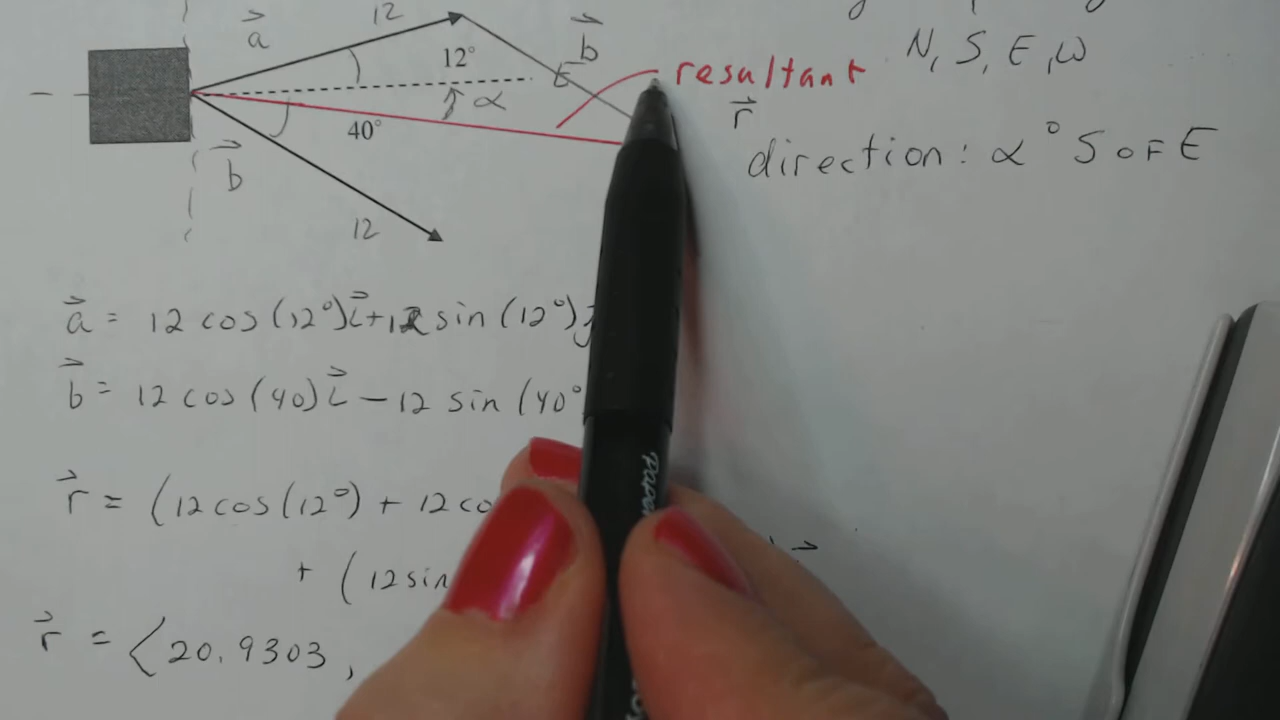 12
a
b
12°
N, S, E, W
E
resultant
α
r
40°
direction: α° S OF E
b
12
a = 12 cos(12°)i + 12 sin(12°)j
b = 12 cos(40)i − 12 sin(40°
r = (12 cos(12°) + 12 co
+ (12 sin
r = ⟨20.9303,